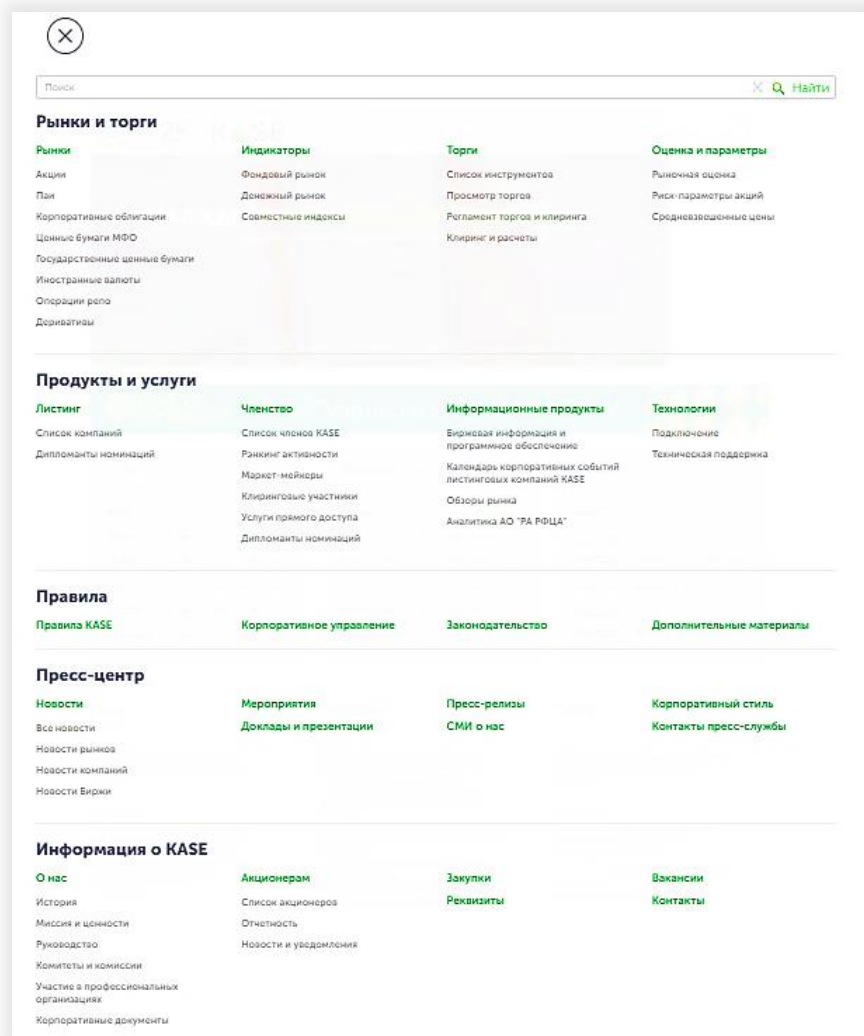 Поиск
Найти
Рынки и торги
Рынки
Акции
Паи
Корпоративные облигации
Ценные бумаги МФО
Государственные ценные бумаги
Иностранные валюты
Операции репо
Деривативы
Индикаторы
Фондовый рынок
Денежный рынок
Совместные индексы
Торги
Список инструментов
Просмотр торгов
Регламент торгов и клиринга
Клиринг и расчеты
Оценка и параметры
Рыночная оценка
Риск-параметры акций
Средневзвешенные цены
Продукты и услуги
Листинг
Список компаний
Дипломанты номинаций
Членство
Список членов KASE
Рэнкинг активности
Маркет-мейкеры
Клиринговые участники
Услуги прямого доступа
Дипломанты номинаций
Информационные продукты
Биржевая информация и
программное обеспечение
Календарь корпоративных событий
листинговых компаний KASE
Обзоры рынка
Аналитика АО "РА РФЦА"
Технологии
Подключение
Техническая поддержка
Правила
Правила KASE
Корпоративное управление
Законодательство
Дополнительные материалы
Пресс-центр
Новости
Все новости
Новости рынков
Новости компаний
Новости Биржи
Мероприятия
Доклады и презентации
Пресс-релизы
СМИ о нас
Корпоративный стиль
Контакты пресс-службы
Информация о KASE
О нас
История
Миссия и ценности
Руководство
Комитеты и комиссии
Участие в профессиональных
организациях
Корпоративные документы
Акционерам
Список акционеров
Отчетность
Новости и уведомления
Закупки
Реквизиты
Вакансии
Контакты